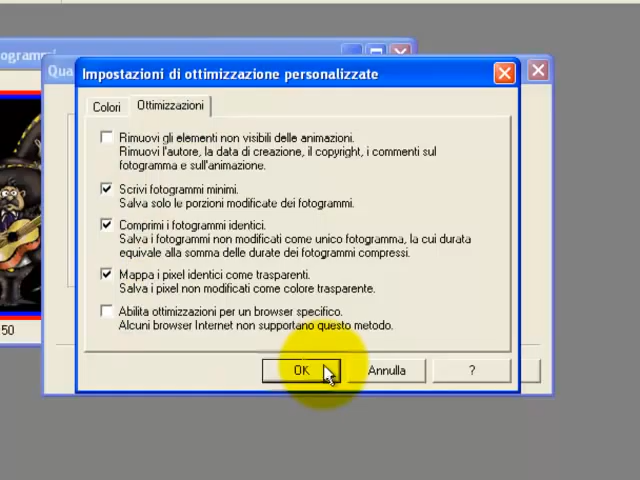 Qua
Impostazioni di ottimizzazione personalizzate
Colori
Ottimizzazioni
Rimuovi gli elementi non visibili delle animazioni.
Rimuovi l'autore, la data di creazione, il copyright, i commenti sul
fotogramma e sull'animazione.
Scrivi fotogrammi minimi.
Salva solo le porzioni modificate dei fotogrammi.
Comprimi i fotogrammi identici.
Salva i fotogrammi non modificati come unico fotogramma, la cui durata
equivale alla somma delle durate dei fotogrammi compressi.
Mappa i pixel identici come trasparenti.
Salva i pixel non modificati come colore trasparente.
Abilita ottimizzazioni per un browser specifico.
Alcuni browser Internet non supportano questo metodo.
50
OK
Annulla
?